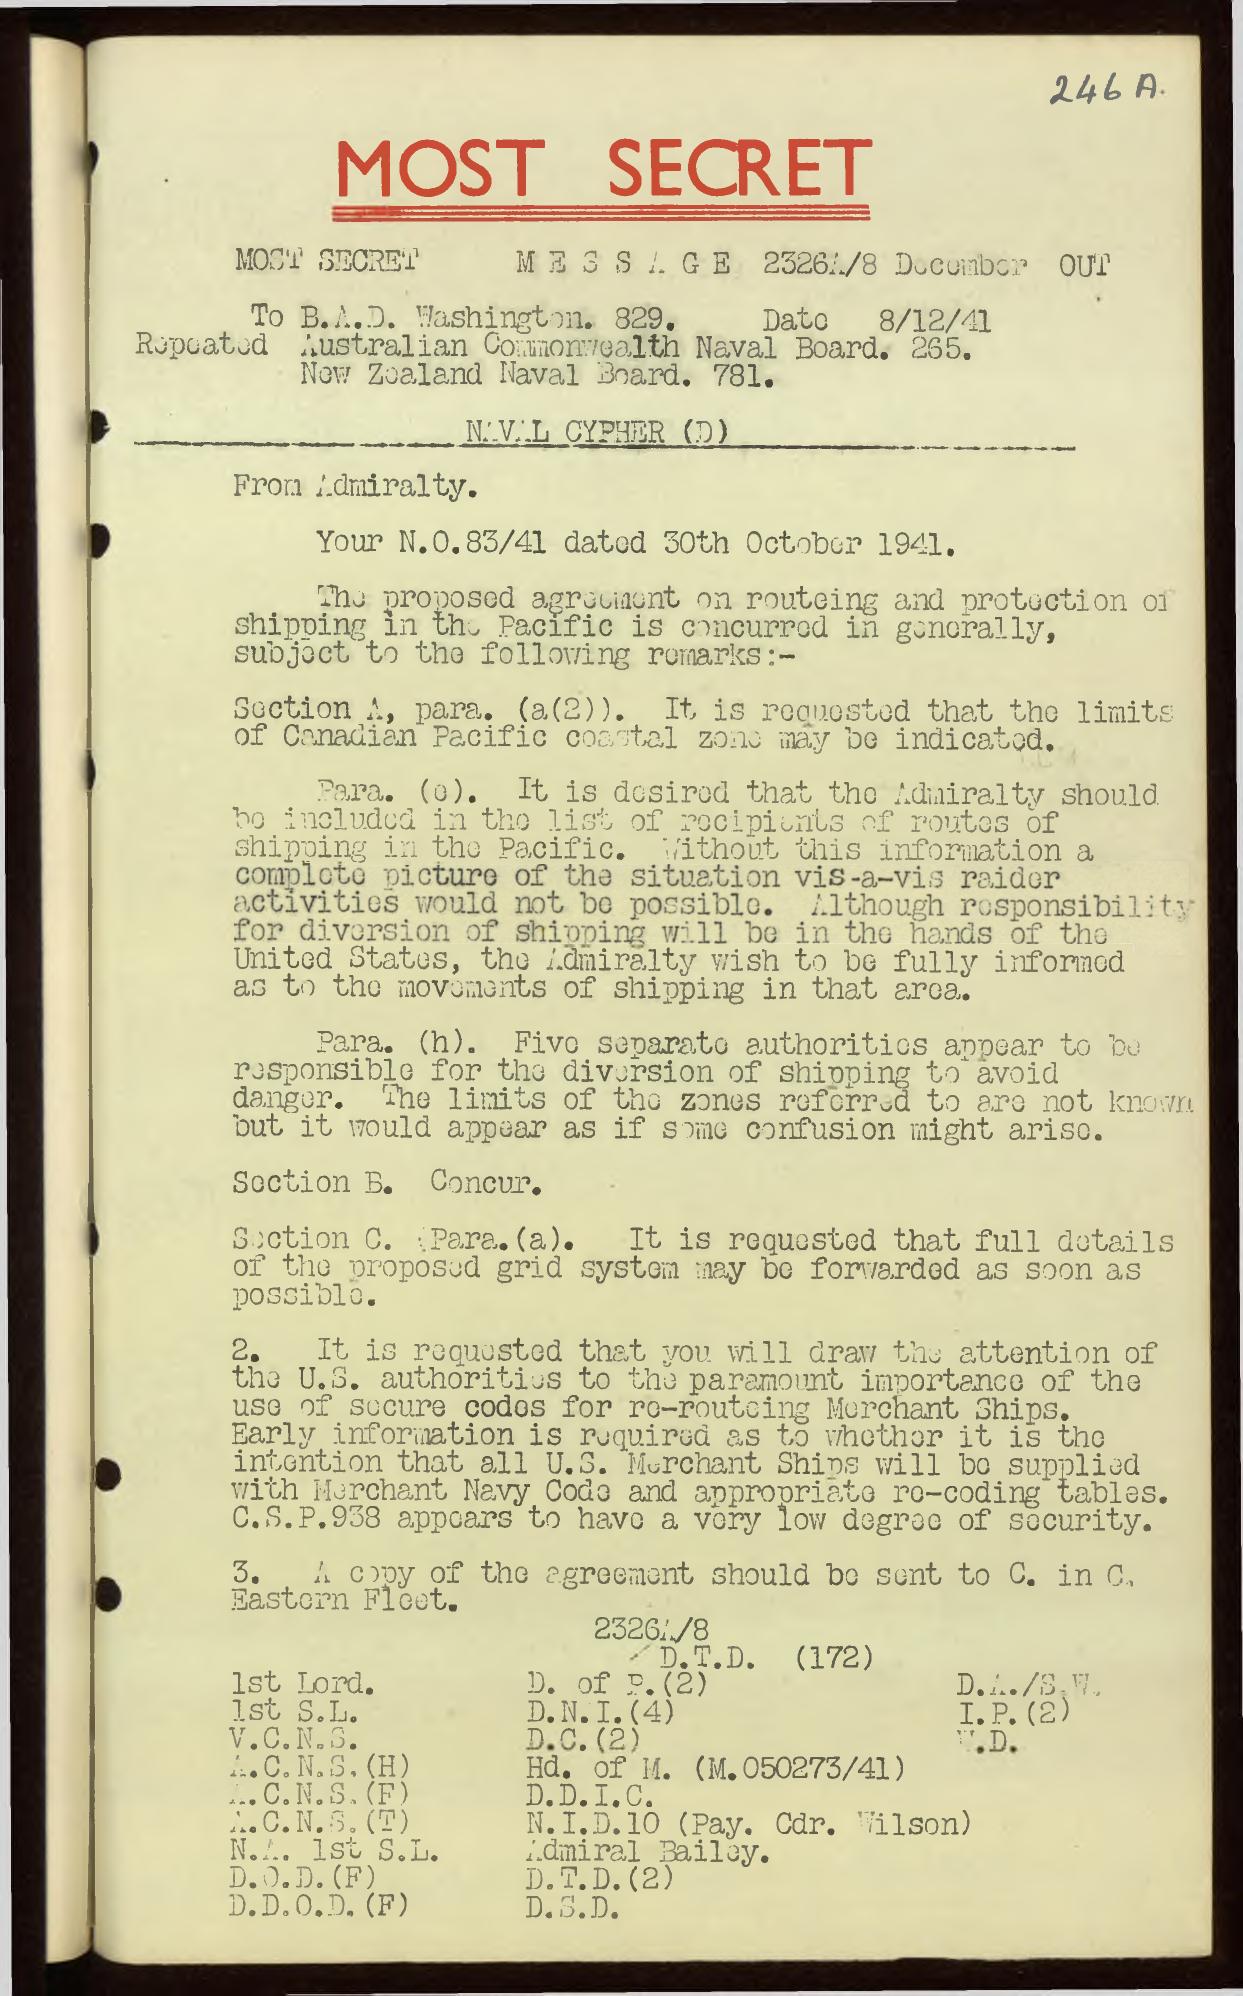 246 A.
MOST SECRET
MOST SECRET MESSAGE 2326A/8 December OUT
To B.A.D. Washington. 829. Date 8/12/41
Repeated Australian Commonwealth Naval Board. 265.
New Zealand Naval Board. 781.
NAVAL CYPHER (D)
From Admiralty.
Your N.O.83/41 dated 30th October 1941.
The proposed agreement on routeing and protection of
shipping in the Pacific is concurred in generally,
subject to the following remarks:-
Section A, para. (a(2)). It is requested that the limits
of Canadian Pacific coastal zone may be indicated.
Para. (e). It is desired that the Admiralty should
be included in the list of recipients of routes of
shipping in the Pacific. Without this information a
complete picture of the situation vis-a-vis raider
activities would not be possible. Although responsibility
for diversion of shipping will be in the hands of the
United States, the Admiralty wish to be fully informed
as to the movements of shipping in that area.
Para. (h). Five separate authorities appear to be
responsible for the diversion of shipping to avoid
danger. The limits of the zones referred to are not known
but it would appear as if some confusion might arise.
Section B. Concur.
Section C. Para.(a). It is requested that full details
of the proposed grid system may be forwarded as soon as
possible.
2. It is requested that you will draw the attention of
the U.S. authorities to the paramount importance of the
use of secure codes for re-routeing Merchant Ships.
Early information is required as to whether it is the
intention that all U.S. Merchant Ships will be supplied
with Merchant Navy Code and appropriate re-coding tables.
C.S.P.938 appears to have a very low degree of security.
3. A copy of the agreement should be sent to C. in C.
Eastern Fleet.
2326A/8
D.T.D. (172)
1st Lord. D. of P.(2) D.A./S.W.
1st S.L. D.N.I.(4) I.P.(2)
V.C.N.S. D.C.(2) W.D.
A.C.N.S.(H) Hd. of M. (M.050273/41)
A.C.N.S.(F) D.D.I.C.
A.C.N.S.(T) N.I.D.10 (Pay. Cdr. Wilson)
N.A. 1st S.L. Admiral Bailey.
D.O.D.(F) D.T.D.(2)
D.D.O.D.(F) D.S.D.